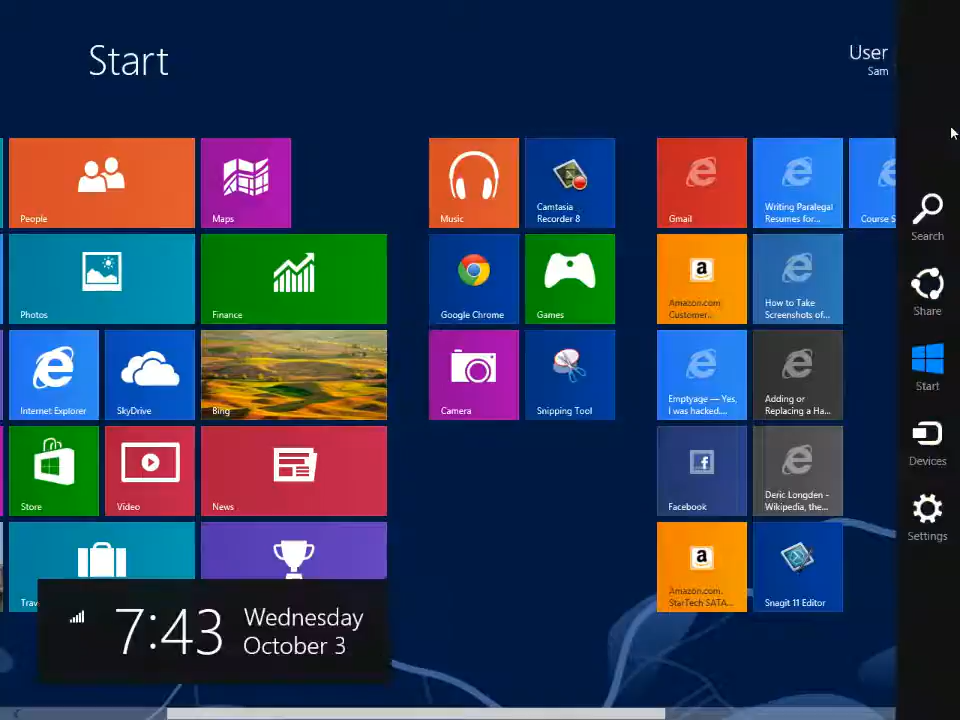 Start
User
Sam
People
Maps
Music
Camtasia
Recorder 8
Gmail
Writing Paralegal
Resumes for...
Course S
Search
Photos
Finance
Google Chrome
Games
Amazon.com
Customer...
How to Take
Screenshots of...
Share
Internet Explorer
SkyDrive
Bing
Camera
Snipping Tool
Emptyage — Yes,
I was hacked....
Adding or
Replacing a Ha...
Start
Store
Video
News
Facebook
Deric Longden -
Wikipedia, the...
Devices
Trav
Amazon.com
StarTech SATA...
Snagit 11 Editor
Settings
7:43
Wednesday
October 3